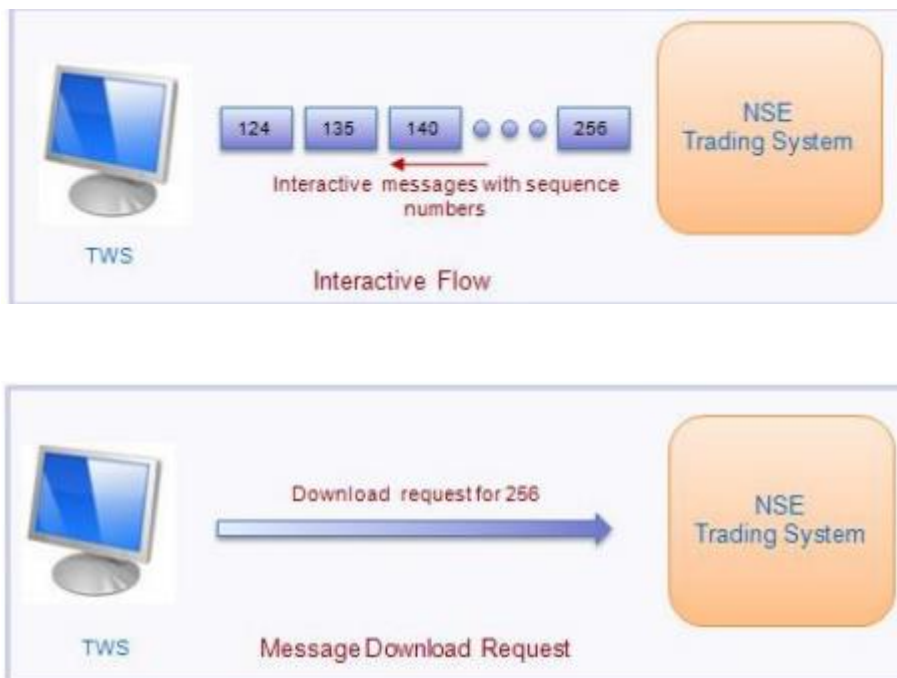 124 135 140 256
NSE
Trading System
Interactive messages with sequence
numbers
TWS
Interactive Flow
Download request for 256
NSE
Trading System
TWS
Message Download Request